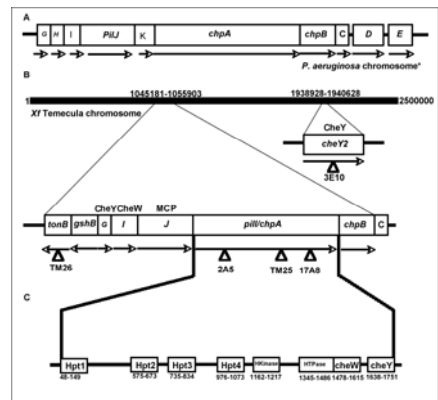 A
G H I PilJ K chpA chpB C D E
P. aeruginosa chromosome*
B
1045181-1055903 1938928-1940628
1 2500000
Xf Temecula chromosome
CheY
cheY2
3E10
CheY CheW MCP
tonB gshB G I J pilI/chpA chpB C
TM26 2A5 TM25 17A8
C
Hpt1 Hpt2 Hpt3 Hpt4 HKinase HTPase cheW cheY
48-149 575-673 735-834 976-1073 1162-1217 1345-1486 1478-1615 1638-1751